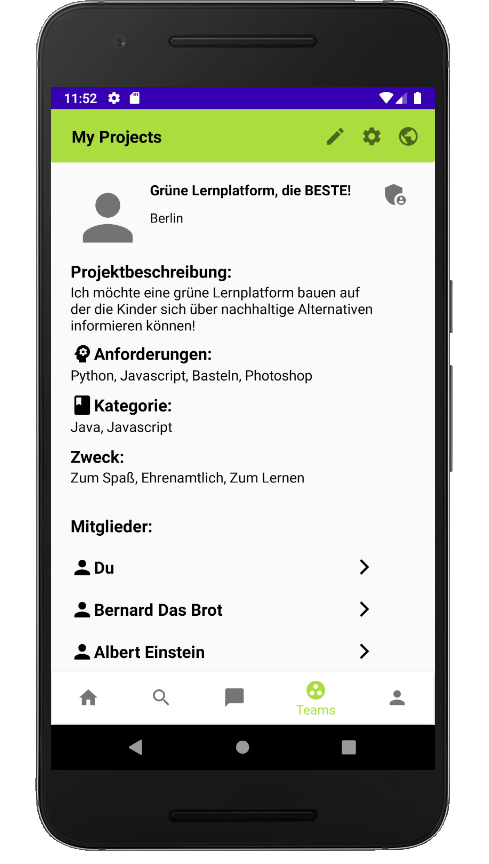 11:52
My Projects
Grüne Lernplatform, die BESTE!
Berlin
Projektbeschreibung:
Ich möchte eine grüne Lernplatform bauen auf
der die Kinder sich über nachhaltige Alternativen
informieren können!
Anforderungen:
Python, Javascript, Basteln, Photoshop
Kategorie:
Java, Javascript
Zweck:
Zum Spaß, Ehrenamtlich, Zum Lernen
Mitglieder:
Du
Bernard Das Brot
Albert Einstein
Teams